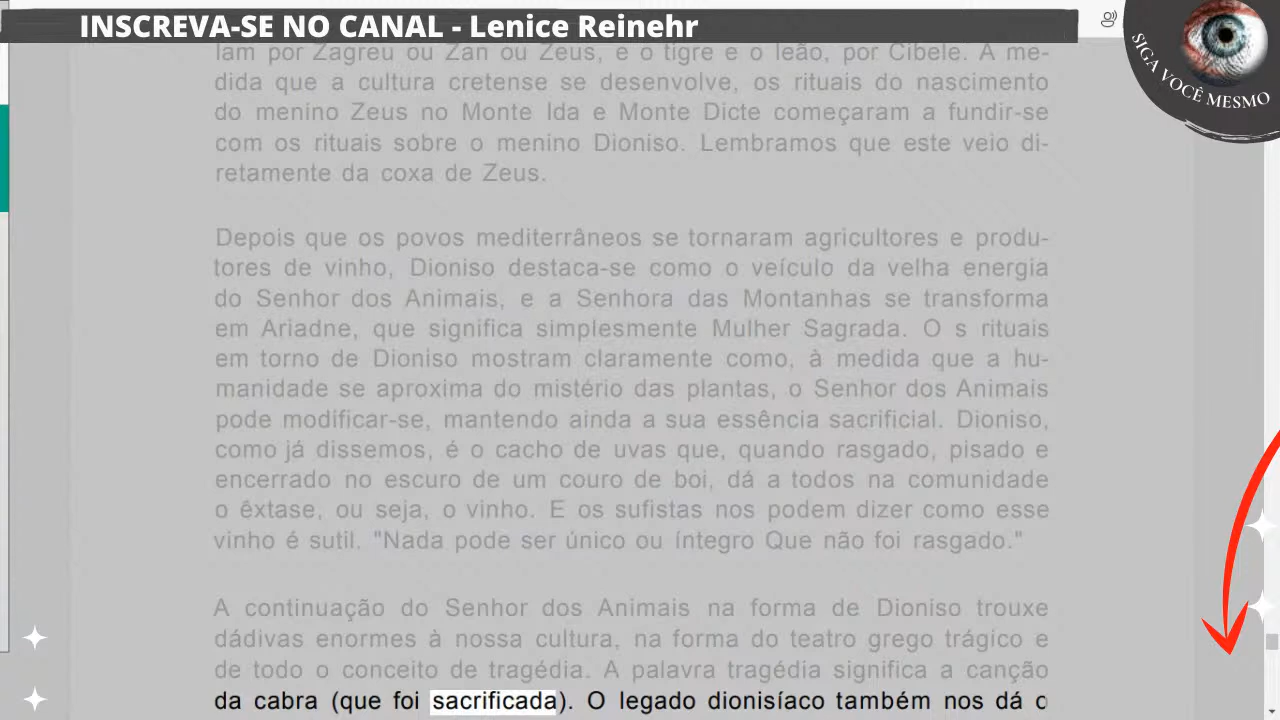 INSCREVA-SE NO CANAL - Lenice Reinehr
SIGA VOCÊ MESMO
lam por Zagreu ou Zan ou Zeus, e o tigre e o leão, por Cibele. A me-
dida que a cultura cretense se desenvolve, os rituais do nascimento
do menino Zeus no Monte Ida e Monte Dicte começaram a fundir-se
com os rituais sobre o menino Dioniso. Lembramos que este veio di-
retamente da coxa de Zeus.
Depois que os povos mediterrâneos se tornaram agricultores e produ-
tores de vinho, Dioniso destaca-se como o veículo da velha energia
do Senhor dos Animais, e a Senhora das Montanhas se transforma
em Ariadne, que significa simplesmente Mulher Sagrada. O s rituais
em torno de Dioniso mostram claramente como, à medida que a hu-
manidade se aproxima do mistério das plantas, o Senhor dos Animais
pode modificar-se, mantendo ainda a sua essência sacrificial. Dioniso,
como já dissemos, é o cacho de uvas que, quando rasgado, pisado e
encerrado no escuro de um couro de boi, dá a todos na comunidade
o êxtase, ou seja, o vinho. E os sufistas nos podem dizer como esse
vinho é sutil. "Nada pode ser único ou íntegro Que não foi rasgado."
A continuação do Senhor dos Animais na forma de Dioniso trouxe
dádivas enormes à nossa cultura, na forma do teatro grego trágico e
de todo o conceito de tragédia. A palavra tragédia significa a canção
da cabra (que foi sacrificada). O legado dionisíaco também nos dá o